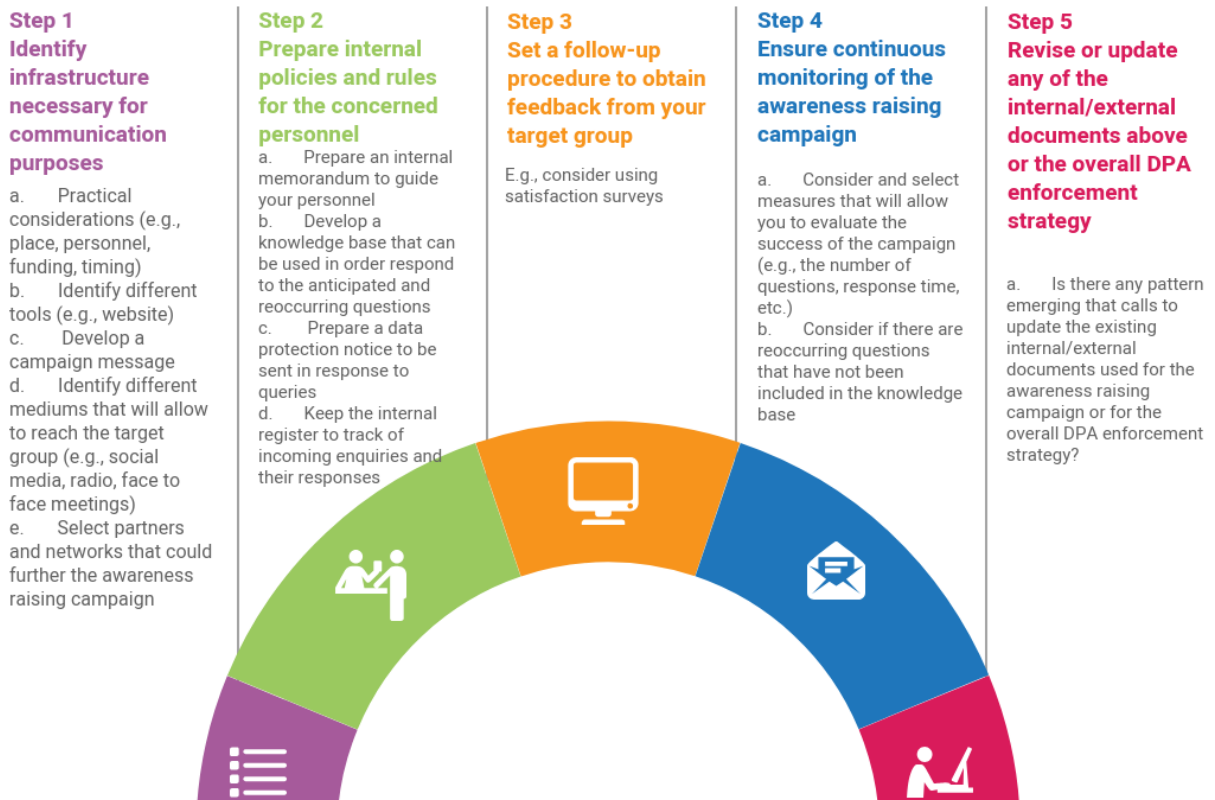 Step 1
Identify
infrastructure
necessary for
communication
purposes
a. Practical
considerations (e.g.,
place, personnel,
funding, timing)
b. Identify different
tools (e.g., website)
c. Develop a
campaign message
d. Identify different
mediums that will allow
to reach the target
group (e.g., social
media, radio, face to
face meetings)
e. Select partners
and networks that could
further the awareness
raising campaign
Step 2
Prepare internal
policies and rules
for the concerned
personnel
a. Prepare an internal
memorandum to guide
your personnel
b. Develop a
knowledge base that can
be used in order respond
to the anticipated and
reoccurring questions
c. Prepare a data
protection notice to be
sent in response to
queries
d. Keep the internal
register to track of
incoming enquiries and
their responses
Step 3
Set a follow-up
procedure to obtain
feedback from your
target group
E.g., consider using
satisfaction surveys
Step 4
Ensure continuous
monitoring of the
awareness raising
campaign
a. Consider and select
measures that will allow
you to evaluate the
success of the campaign
(e.g., the number of
questions, response time,
etc.)
b. Consider if there are
reoccurring questions
that have not been
included in the knowledge
base
Step 5
Revise or update
any of the
internal/external
documents above
or the overall DPA
enforcement
strategy
a. Is there any pattern
emerging that calls to
update the existing
internal/external
documents used for the
awareness raising
campaign or for the
overall DPA enforcement
strategy?